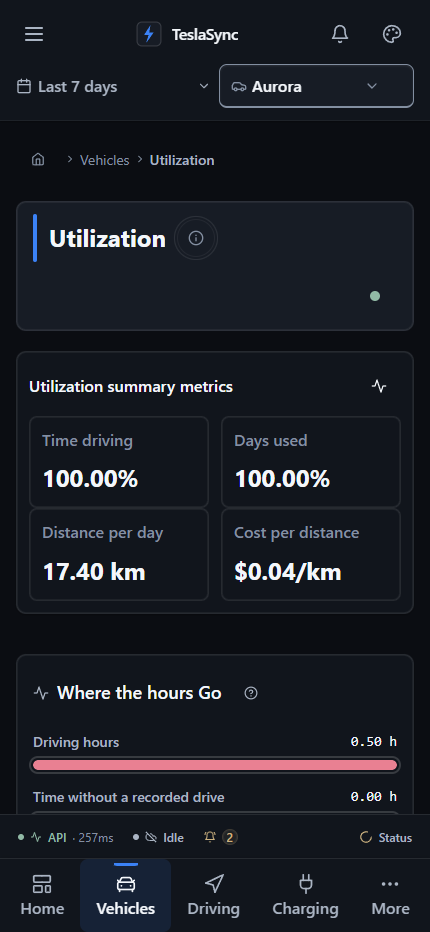 TeslaSync
Last 7 days
Aurora
Vehicles
Utilization
Utilization
Utilization summary metrics
Time driving
100.00%
Days used
100.00%
Distance per day
17.40 km
Cost per distance
$0.04/km
Where the hours Go
Driving hours
0.50 h
Time without a recorded drive
0.00 h
API · 257ms
Idle
2
Status
Home
Vehicles
Driving
Charging
More